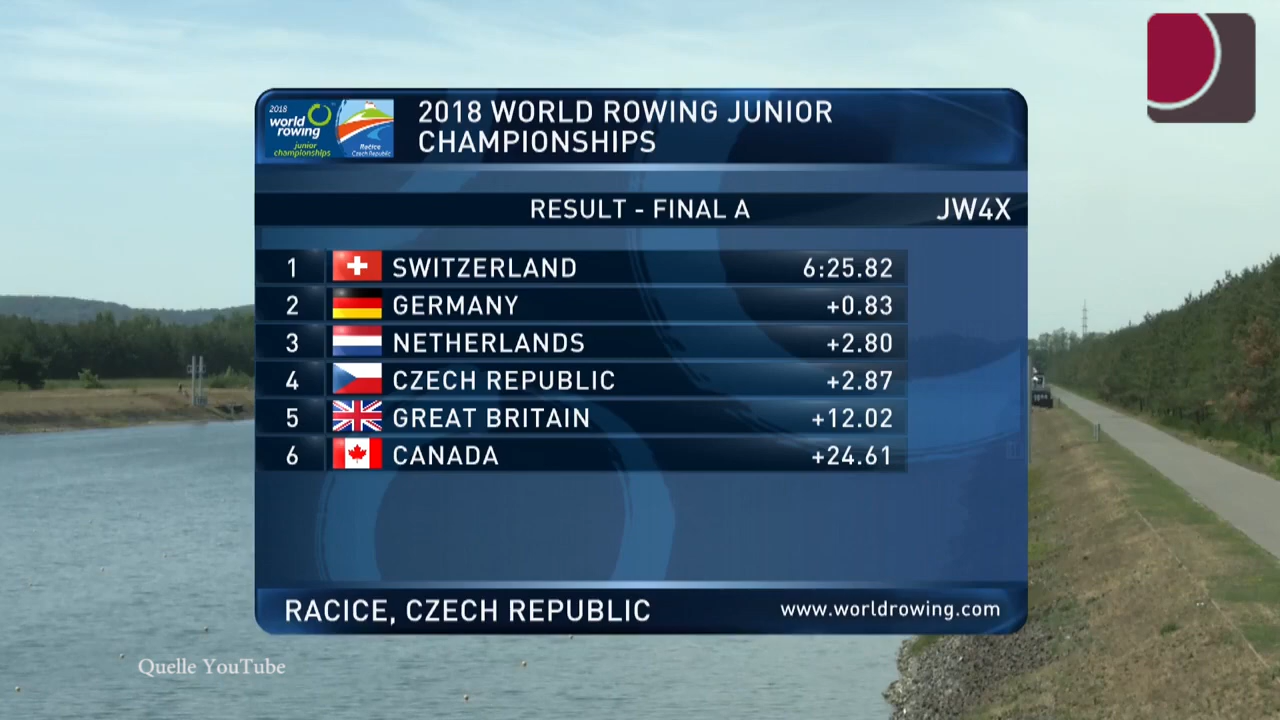 2018
world
rowing
junior
championships
Račice
Czech Republic
2018 WORLD ROWING JUNIOR
CHAMPIONSHIPS
RESULT - FINAL A JW4X
1 SWITZERLAND 6:25.82
2 GERMANY +0.83
3 NETHERLANDS +2.80
4 CZECH REPUBLIC +2.87
5 GREAT BRITAIN +12.02
6 CANADA +24.61
RACICE, CZECH REPUBLIC www.worldrowing.com
Quelle YouTube